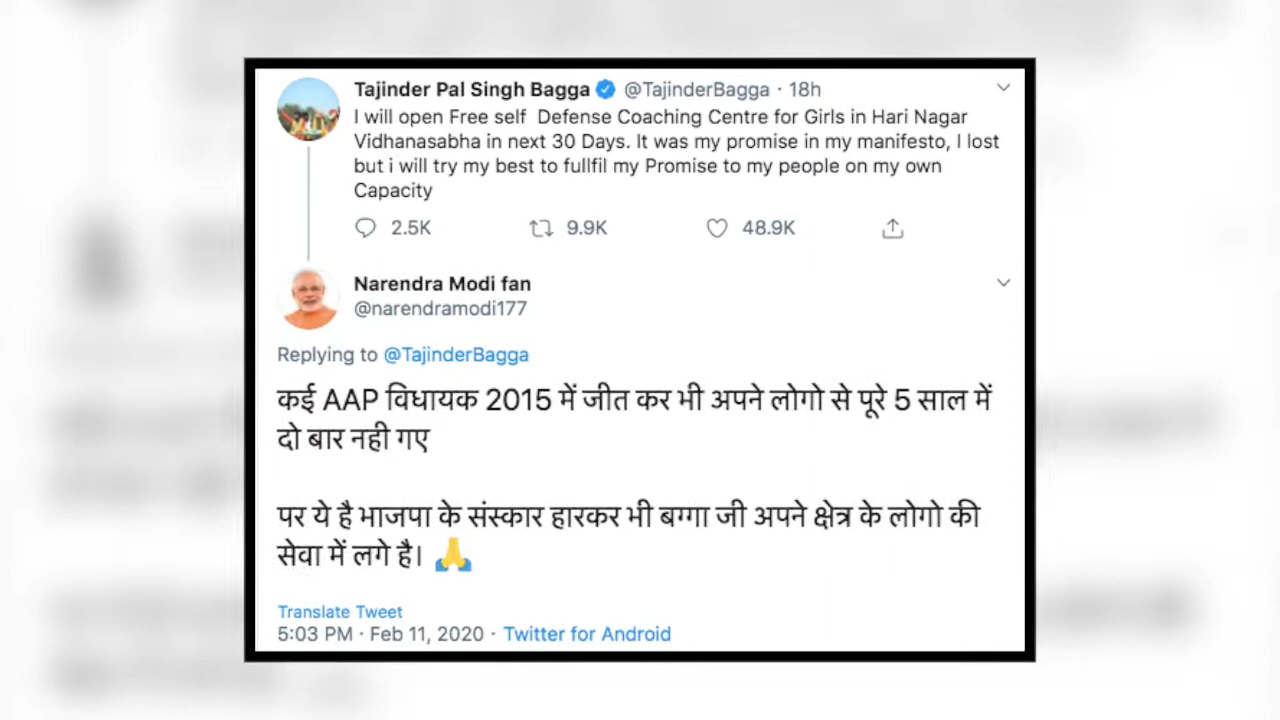 Tajinder Pal Singh Bagga @TajinderBagga · 18h
I will open Free self Defense Coaching Centre for Girls in Hari Nagar
Vidhanasabha in next 30 Days. It was my promise in my manifesto, I lost
but i will try my best to fullfil my Promise to my people on my own
Capacity
2.5K 9.9K 48.9K
Narendra Modi fan
@narendramodi177
Replying to @TajinderBagga
कई AAP विधायक 2015 में जीत कर भी अपने लोगो से पूरे 5 साल में
दो बार नही गए
पर ये है भाजपा के संस्कार हारकर भी बग्गा जी अपने क्षेत्र के लोगो की
सेवा में लगे है। 🙏
Translate Tweet
5:03 PM · Feb 11, 2020 · Twitter for Android